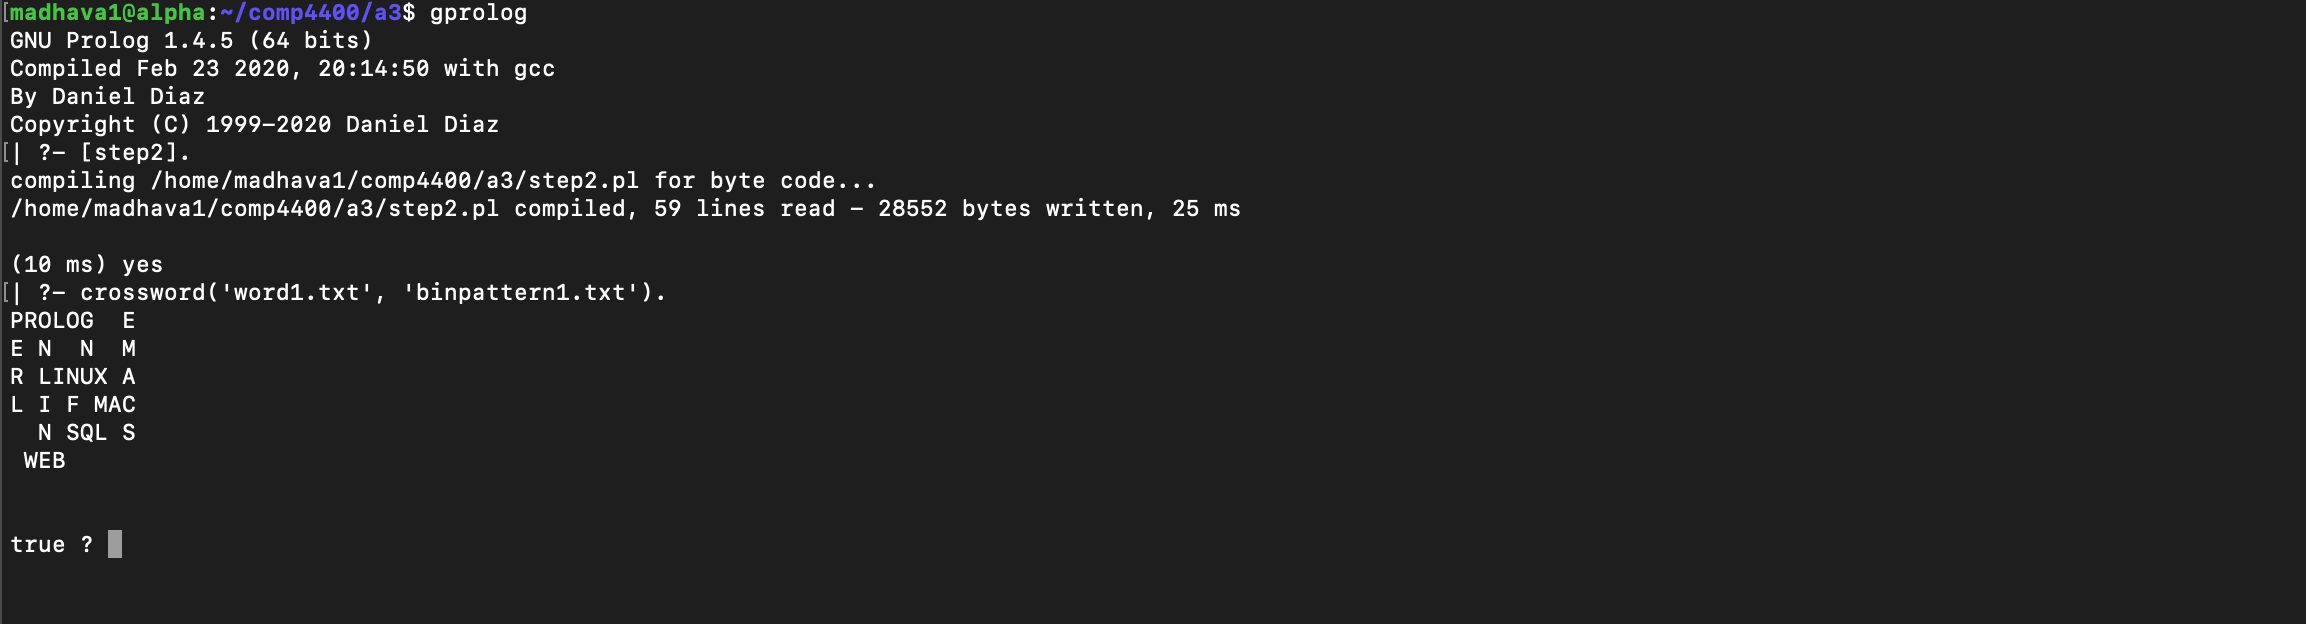 [madhava1@alpha:~/comp4400/a3$ gprolog
GNU Prolog 1.4.5 (64 bits)
Compiled Feb 23 2020, 20:14:50 with gcc
By Daniel Diaz
Copyright (C) 1999-2020 Daniel Diaz
[| ?- [step2].
compiling /home/madhava1/comp4400/a3/step2.pl for byte code...
/home/madhava1/comp4400/a3/step2.pl compiled, 59 lines read - 28552 bytes written, 25 ms

(10 ms) yes
[| ?- crossword('word1.txt', 'binpattern1.txt').
PROLOG  E
E N  N  M
R LINUX A
L I F MAC
  N SQL S
 WEB

true ?